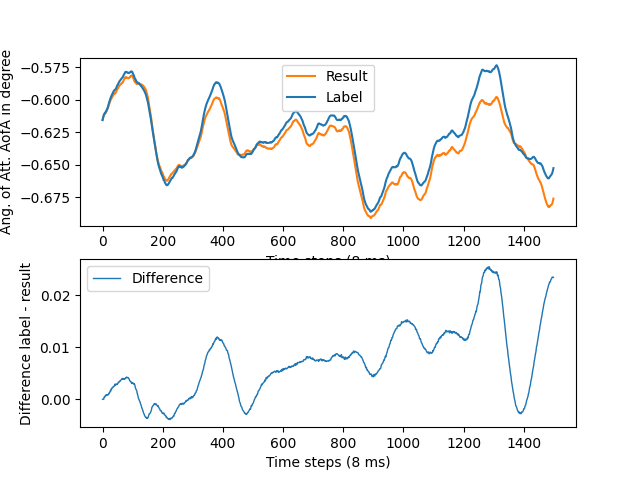 Ang. of Att. AofA in degree
−0.575
−0.600
−0.625
−0.650
−0.675
Result
Label
0 200 400 600 800 1000 1200 1400
Time steps (8 ms)
Difference label - result
0.02
0.01
0.00
Difference
0 200 400 600 800 1000 1200 1400
Time steps (8 ms)